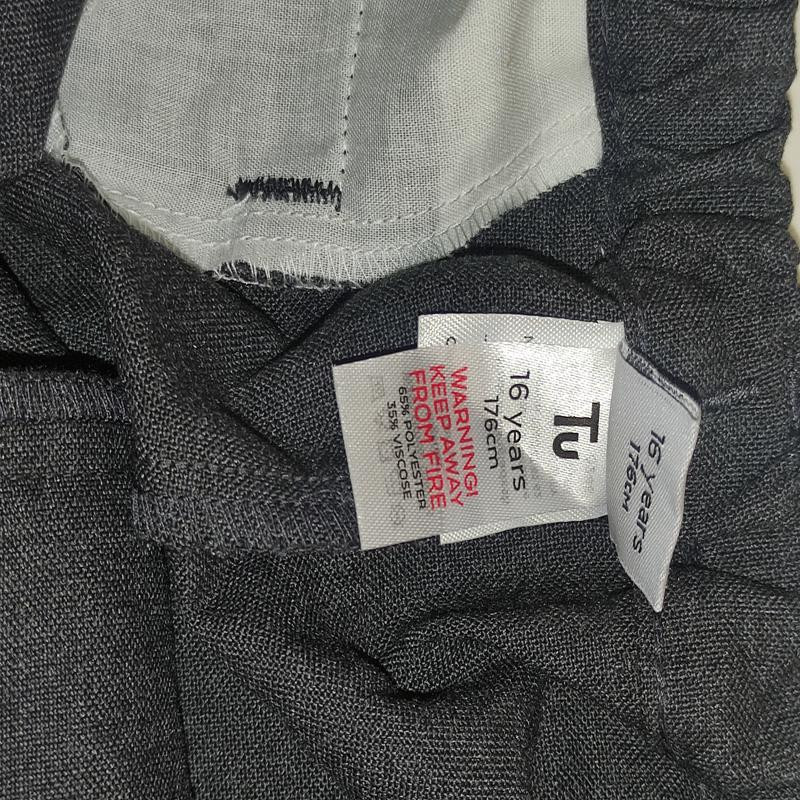 Tu
16 years
176cm
WARNING!
KEEP AWAY
FROM FIRE
65% POLYESTER
35% VISCOSE
16 years
176cm